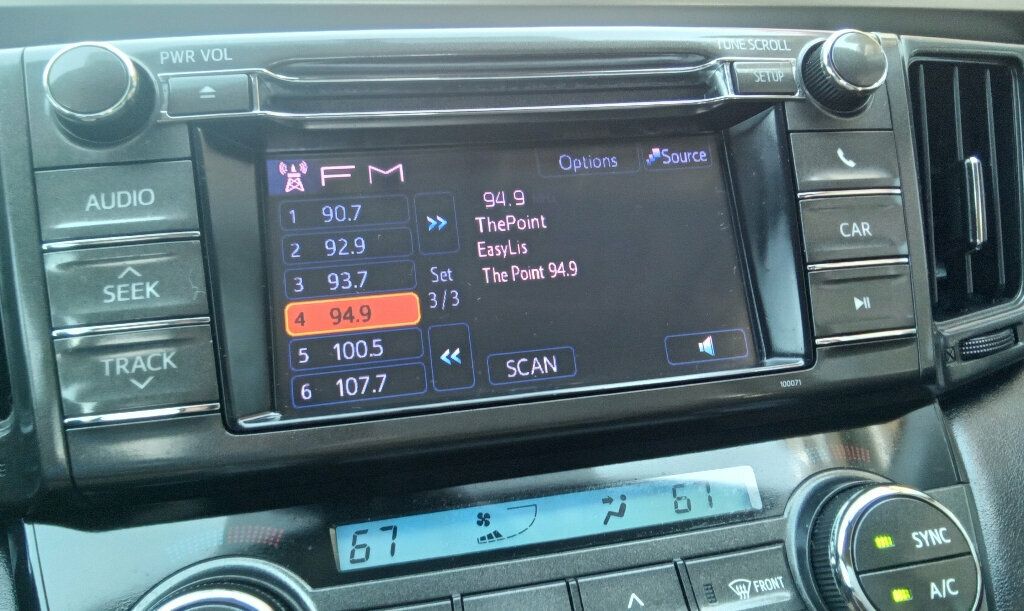 PWR VOL
TUNE SCROLL
SETUP
AUDIO
SEEK
TRACK
FM
Options
Source
1 90.7
2 92.9
3 93.7
4 94.9
5 100.5
6 107.7
Set
3/3
94.9
ThePoint
EasyLis
The Point 94.9
SCAN
CAR
100071
67
67
FRONT
SYNC
A/C